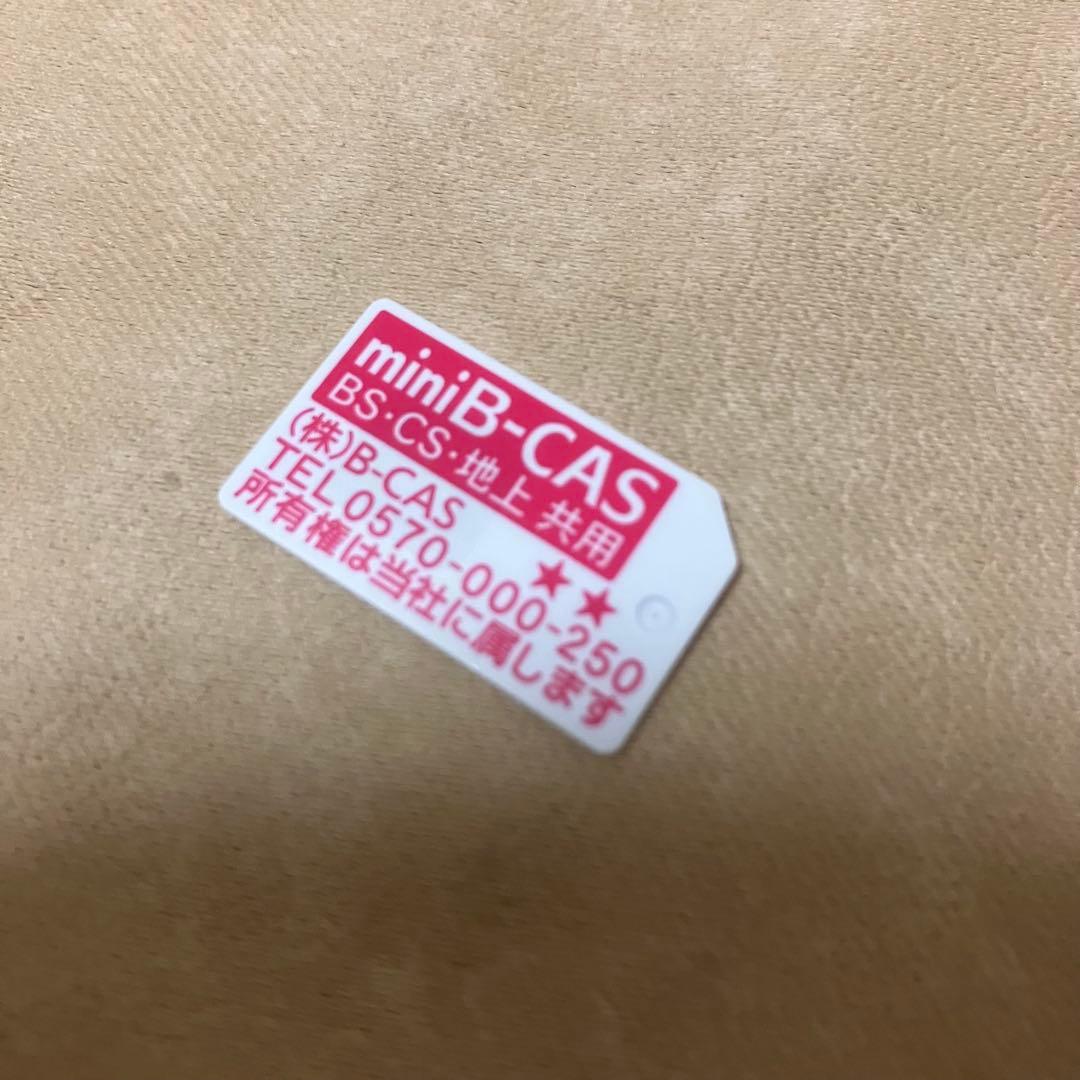 miniB-CAS
BS・CS・地上 共用
(株)B-CAS ★★
TEL 0570-000-250
所有権は当社に属します